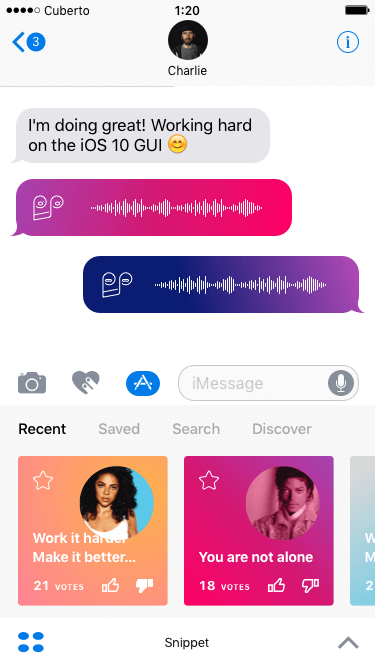 Cuberto
1:20
3
Charlie
I'm doing great! Working hard
on the iOS 10 GUI 😊
iMessage
Recent
Saved
Search
Discover
Work it harder
Make it better...
21 VOTES
You are not alone
18 VOTES
W
M
Snippet